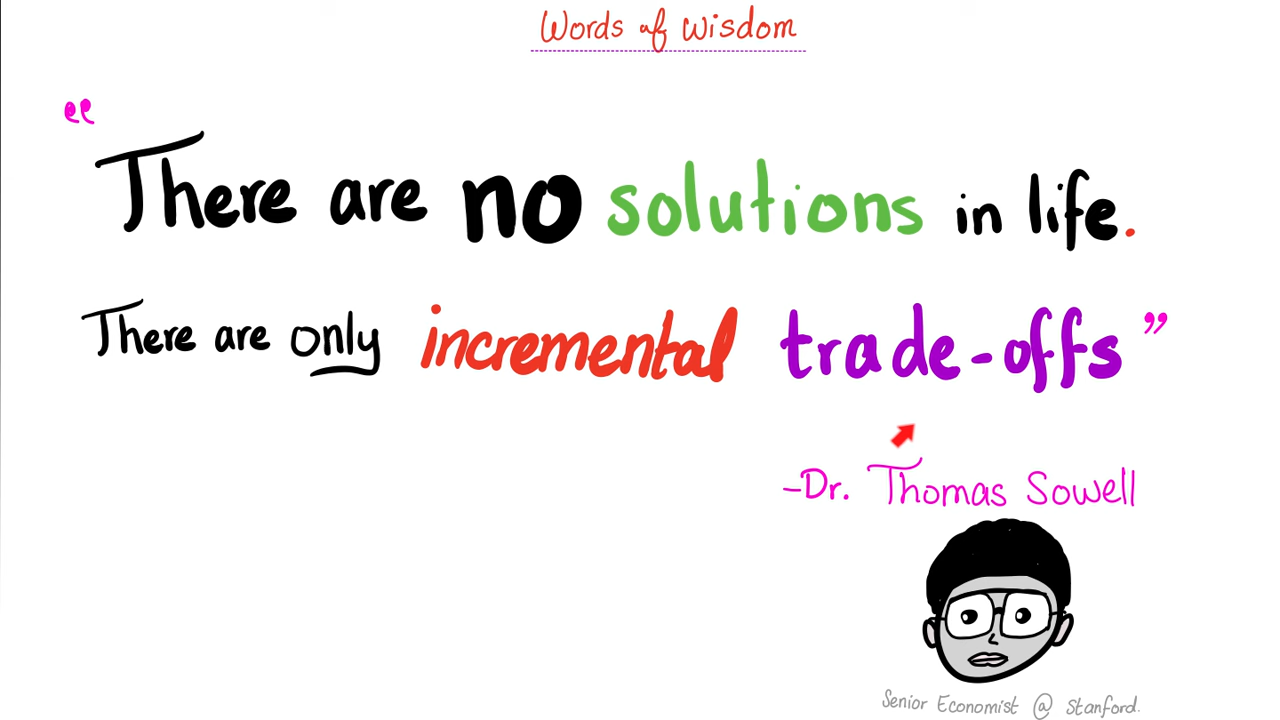 Words of Wisdom
“There are no solutions in life.
There are only incremental trade-offs”
-Dr. Thomas Sowell
Senior Economist @ Stanford.